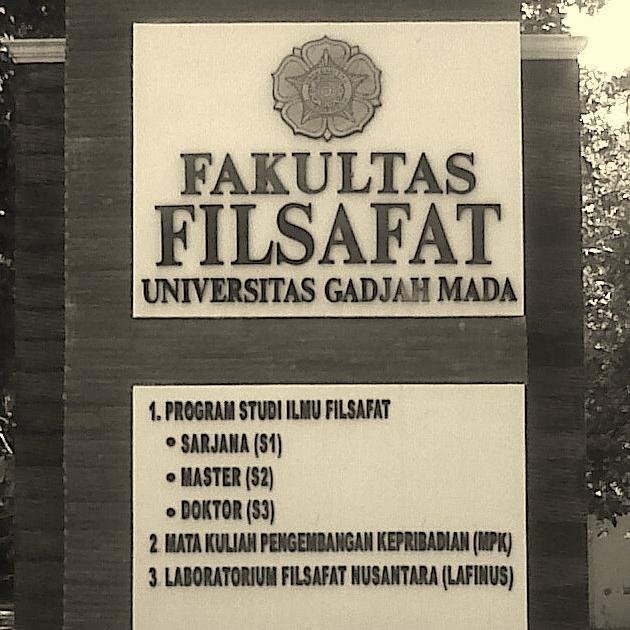 FAKULTAS
FILSAFAT
UNIVERSITAS GADJAH MADA
1. PROGRAM STUDI ILMU FILSAFAT
• SARJANA (S1)
• MASTER (S2)
• DOKTOR (S3)
2 MATA KULIAH PENGEMBANGAN KEPRIBADIAN (MPK)
3 LABORATORIUM FILSAFAT NUSANTARA (LAFINUS)